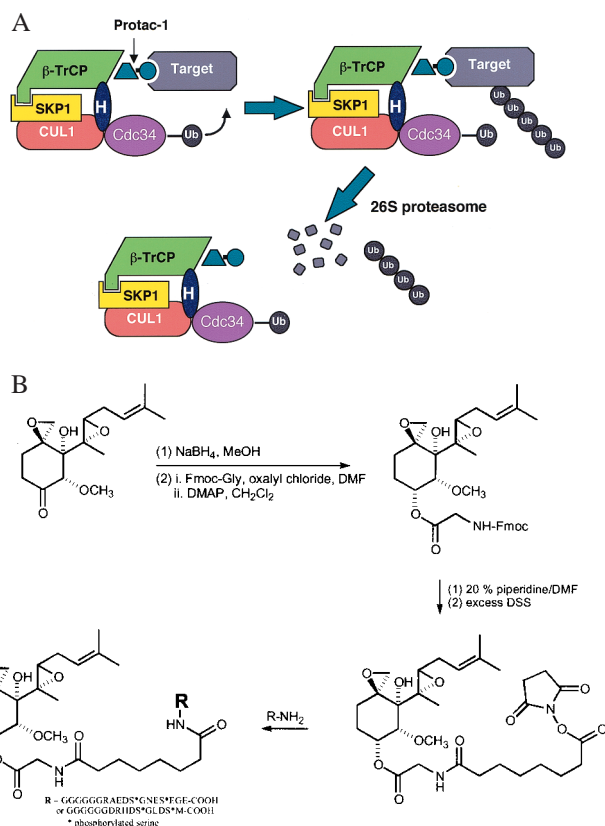 A
Protac-1
β-TrCP
Target
SKP1
H
CUL1
Cdc34
Ub
β-TrCP
Target
SKP1
H
CUL1
Cdc34
Ub
Ub
Ub
Ub
Ub
Ub
26S proteasome
β-TrCP
SKP1
H
CUL1
Cdc34
Ub
Ub
Ub
Ub
Ub
B
O
OH
O
OCH3
O
(1) NaBH4, MeOH
(2) i. Fmoc-Gly, oxalyl chloride, DMF
ii. DMAP, CH2Cl2
O
OH
O
OCH3
O
O
NH-Fmoc
(1) 20 % piperidine/DMF
(2) excess DSS
OH
O
OCH3
O
N
H
O
R
HN
O
R-NH2
O
OH
O
OCH3
O
O
N
H
O
O
N
O
O
O
R = GGGGGGRAEDS*GNES*EGE-COOH
or GGGGGGDRHDS*GLDS*M-COOH
* phosphorylated serine